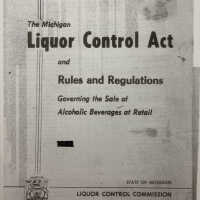 The Michigan
Liquor Control Act
and
Rules and Regulations
Governing the Sale of
Alcoholic Beverages at Retail
STATE OF MICHIGAN
LIQUOR CONTROL COMMISSION